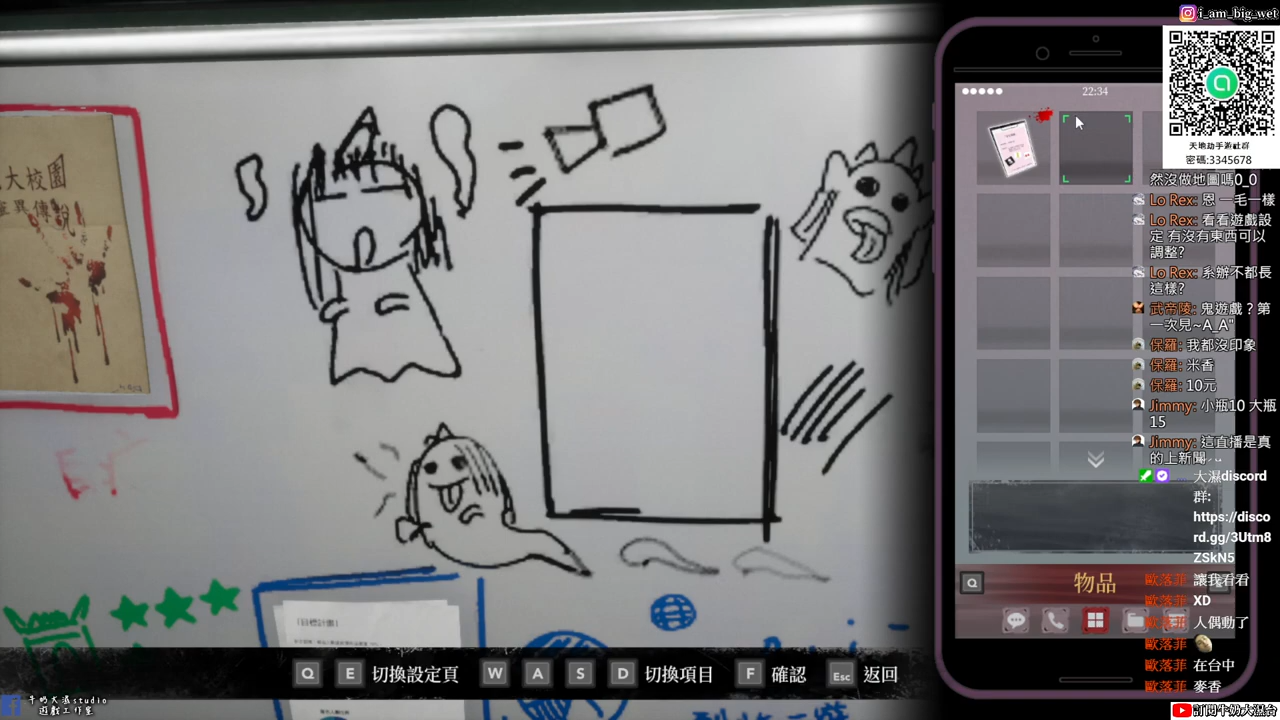 i_am_big_wet
天地劫手游社群
密碼:3345678
22:34
大校園
靈異傳說
然沒做地圖嗎0_0
Lo Rex: 恩 一毛一樣
Lo Rex: 看看遊戲設
定 有沒有東西可以
調整?
Lo Rex: 系辦不都長
這樣?
武帝陵: 鬼遊戲？第
一次見~A_A"
保羅: 我都沒印象
保羅: 米香
保羅: 10元
Jimmy: 小瓶10 大瓶
15
Jimmy: 這直播是真
的上新聞
大濕discord
群:
https://disco
rd.gg/3Utm8
ZSkN5
歐落菲 讓我看看
歐落菲 XD
歐落菲 人偶動了
歐落菲
歐落菲 在台中
歐落菲 麥香
物品
Q
「目標計畫」
Q E 切換設定頁 W A S D 切換項目 F 確認 Esc 返回
牛奶大濕studio
遊戲工作室
訂閱牛奶大濕台